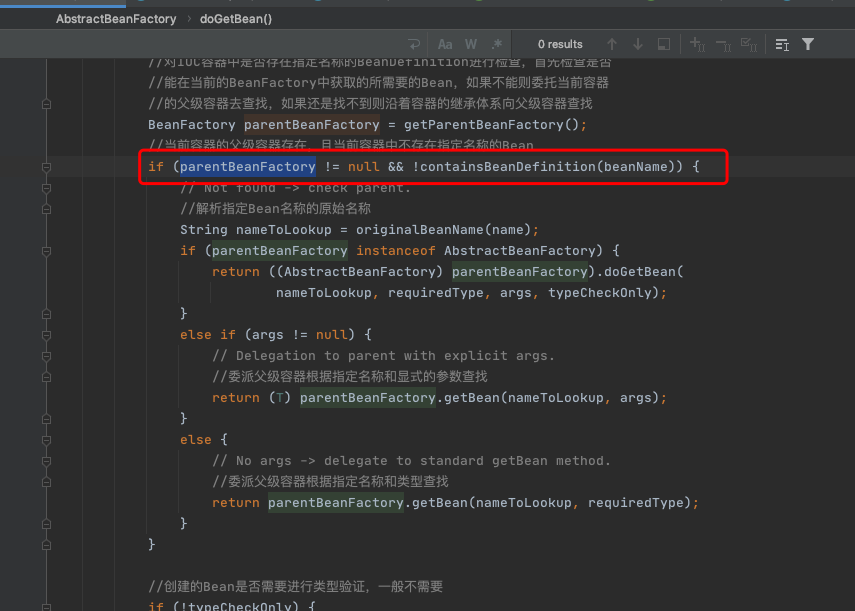 AbstractBeanFactory › doGetBean()
Aa W .* 0 results
//对IOC容器中是否存在指定名称的BeanDefinition进行检查，首先检查是否
//能在当前的BeanFactory中获取的所需要的Bean，如果不能则委托当前容器
//的父级容器去查找，如果还是找不到则沿着容器的继承体系向父级容器查找
BeanFactory parentBeanFactory = getParentBeanFactory();
//当前容器的父级容器存在，且当前容器中不存在指定名称的Bean
if (parentBeanFactory != null && !containsBeanDefinition(beanName)) {
// Not found -> check parent.
//解析指定Bean名称的原始名称
String nameToLookup = originalBeanName(name);
if (parentBeanFactory instanceof AbstractBeanFactory) {
return ((AbstractBeanFactory) parentBeanFactory).doGetBean(
nameToLookup, requiredType, args, typeCheckOnly);
}
else if (args != null) {
// Delegation to parent with explicit args.
//委派父级容器根据指定名称和显式的参数查找
return (T) parentBeanFactory.getBean(nameToLookup, args);
}
else {
// No args -> delegate to standard getBean method.
//委派父级容器根据指定名称和类型查找
return parentBeanFactory.getBean(nameToLookup, requiredType);
}
}
//创建的Bean是否需要进行类型验证，一般不需要
if (!typeCheckOnly) {